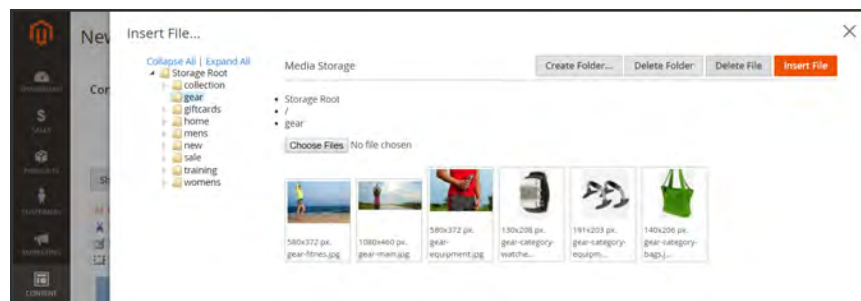 New
Insert File...
Collapse All | Expand All
Storage Root
collection
gear
giftcards
home
mens
new
sale
training
womens
Media Storage
Create Folder...
Delete Folder
Delete File
Insert File
Storage Root
/
gear
Choose Files No file chosen
580x372 px.
gear-fitnes.jpg
1080x460 px.
gear-main.jpg
580x372 px.
gear-
equipment.jpg
130x206 px.
gear-category-
watche...
191x203 px.
gear-category-
equipm...
140x206 px.
gear-category-
bags.j...
DASHBOARD
SALES
PRODUCTS
CUSTOMERS
MARKETING
CONTENT
Con